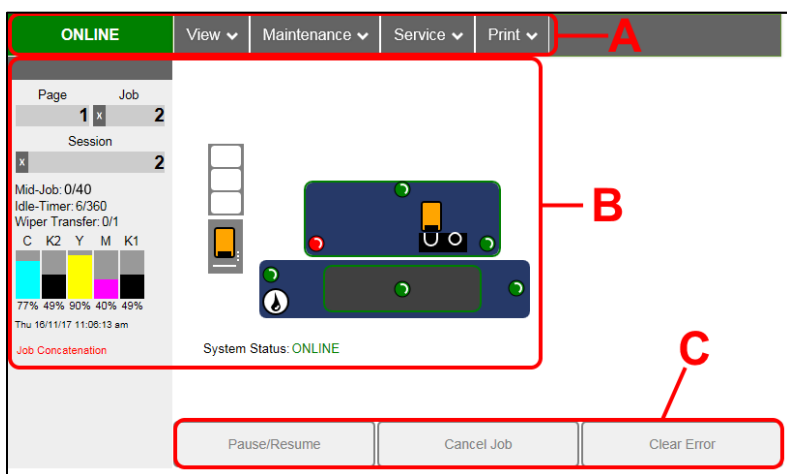 ONLINE View Maintenance Service Print A
Page Job
1 x 2
Session
x 2
Mid-Job: 0/40
Idle-Timer: 6/360
Wiper Transfer: 0/1
C K2 Y M K1
77% 49% 90% 40% 49%
Thu 16/11/17 11:06:13 am
Job Concatenation
System Status: ONLINE
B
C
Pause/Resume Cancel Job Clear Error